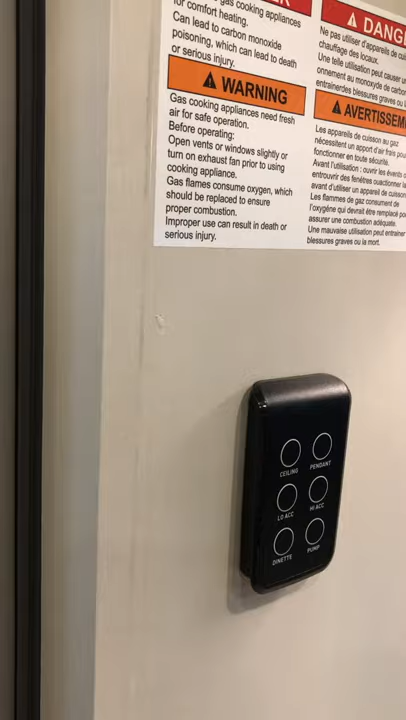 gas cooking appliances
for comfort heating.
Can lead to carbon monoxide
poisoning, which can lead to death
or serious injury.
WARNING
Gas cooking appliances need fresh
air for safe operation.
Before operating:
Open vents or windows slightly or
turn on exhaust fan prior to using
cooking appliance.
Gas flames consume oxygen, which
should be replaced to ensure
proper combustion.
Improper use can result in death or
serious injury.
DANG
Ne pas utiliser d'appareils de cui
chauffage des locaux.
Une telle utilisation peut causer un
onnement au monoxyde de carbon
entrainerdes blessures graves ou l
AVERTISSEM
Les appareils de cuisson au gaz
nécessitent un apport d'air frais pour
fonctionner en toute sécurité.
Avant l'utilisation : ouvrir les évents o
entrouvrir des fenêtres ouactionner la
avant d'utiliser un appareil de cuisson
Les flammes de gaz consument de
l'oxygène qui devrait être remplacé po
assurer une combustion adéquate.
Une mauvaise utilisation peut entraîner
blessures graves ou la mort.
CEILING PENDANT
LO ACC HI ACC
DINETTE PUMP